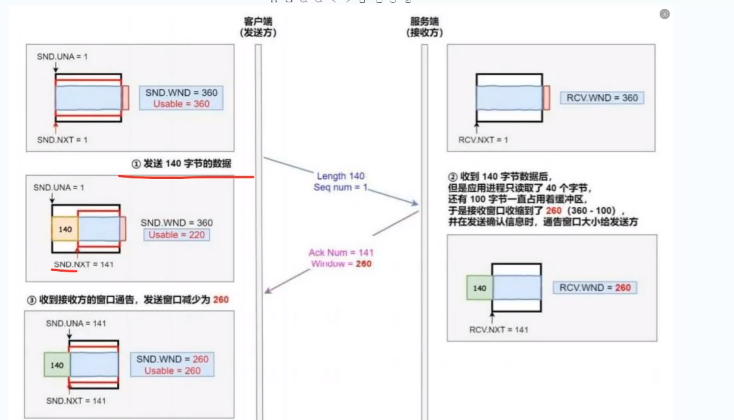 客户端
(发送方)
服务端
(接收方)
SND.UNA = 1
SND.WND = 360
Usable = 360
SND.NXT = 1
RCV.WND = 360
RCV.NXT = 1
① 发送 140 字节的数据
Length 140
Seq num = 1
SND.UNA = 1
140
SND.WND = 360
Usable = 220
SND.NXT = 141
② 收到 140 字节数据后，
但是应用进程只读取了 40 个字节，
还有 100 字节一直占用着缓冲区，
于是接收窗口收缩到了 260 (360 - 100)，
并在发送确认信息时，通告窗口大小给发送方
Ack Num = 141
Window = 260
140
RCV.WND = 260
RCV.NXT = 141
③ 收到接收方的窗口通告，发送窗口减少为 260
SND.UNA = 141
140
SND.WND = 260
Usable = 260
SND.NXT = 141